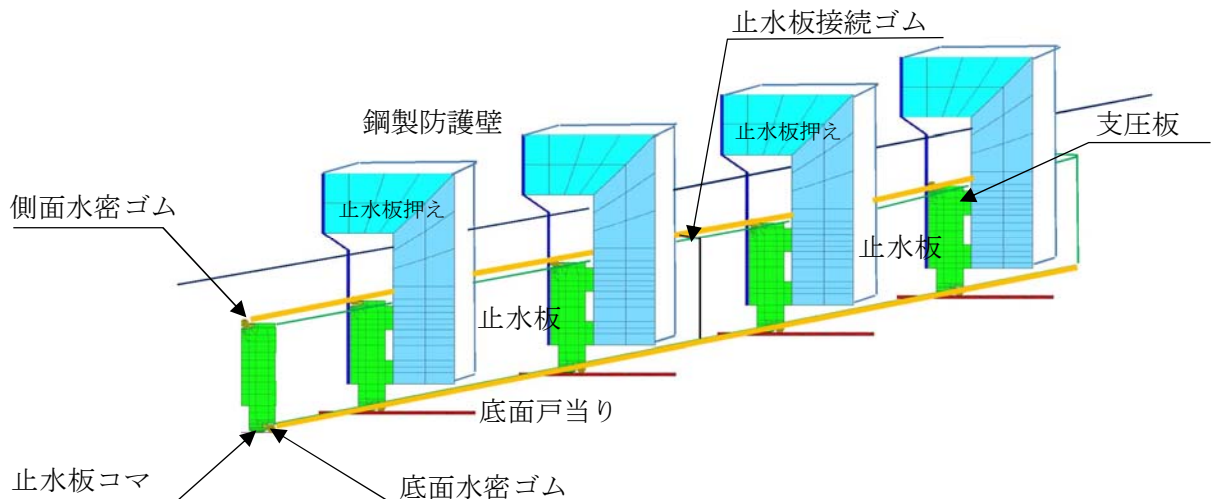 止水板接続ゴム
鋼製防護壁
止水板押え
支圧板
側面水密ゴム
止水板押え
止水板
止水板
底面戸当り
止水板コマ
底面水密ゴム